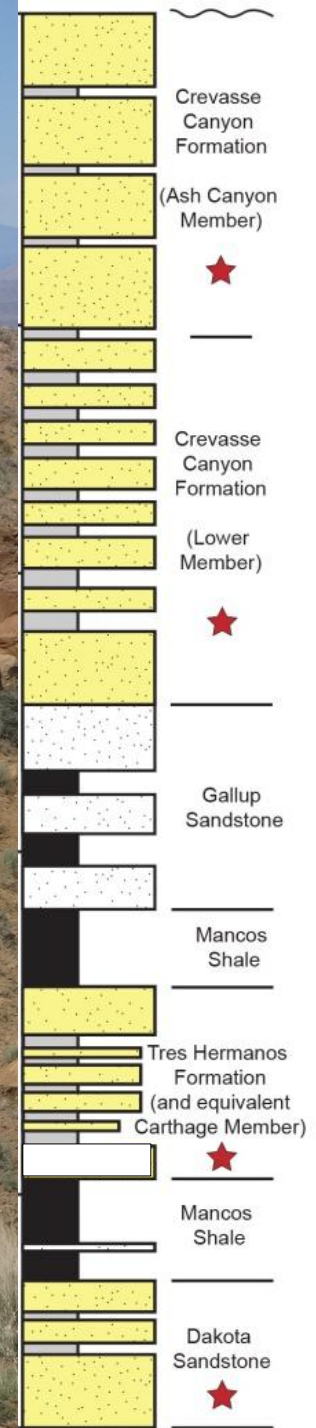 Crevasse
Canyon
Formation
(Ash Canyon
Member)
Crevasse
Canyon
Formation
(Lower
Member)
Gallup
Sandstone
Mancos
Shale
Tres Hermanos
Formation
(and equivalent
Carthage Member)
Mancos
Shale
Dakota
Sandstone